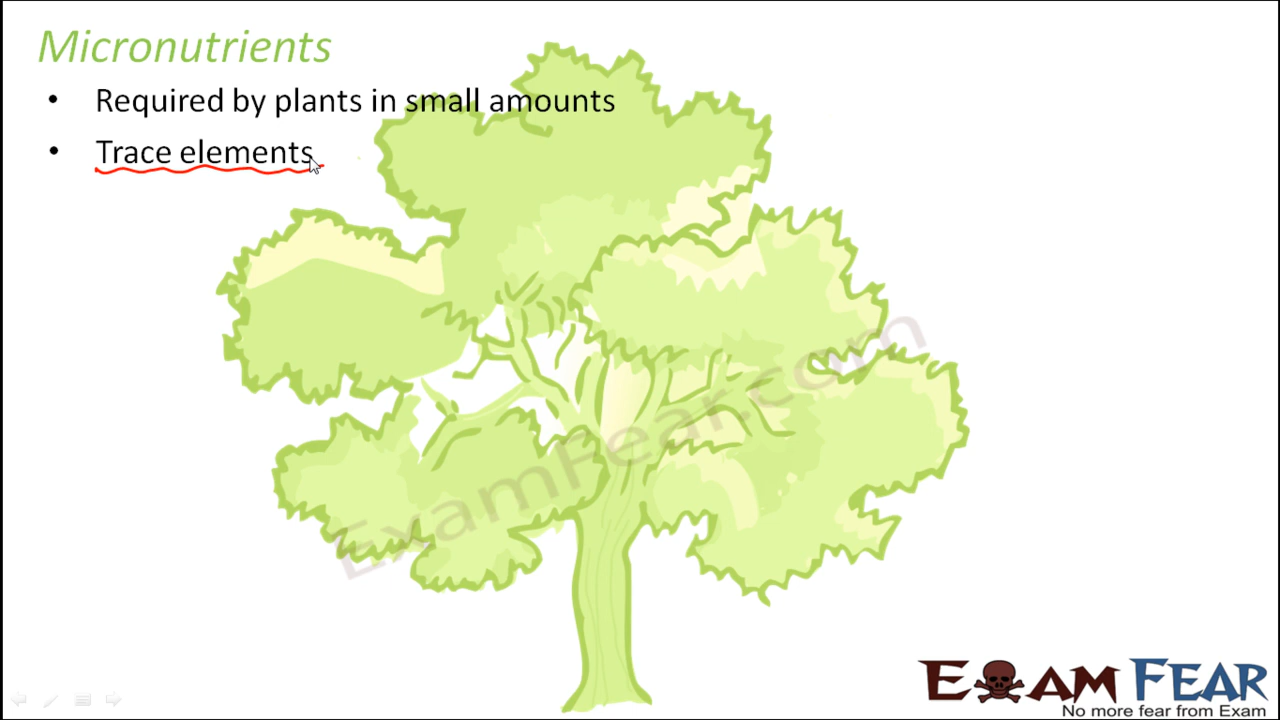 Micronutrients
• Required by plants in small amounts
• Trace elements
ExamFear.com
EXAM FEAR
No more fear from Exam